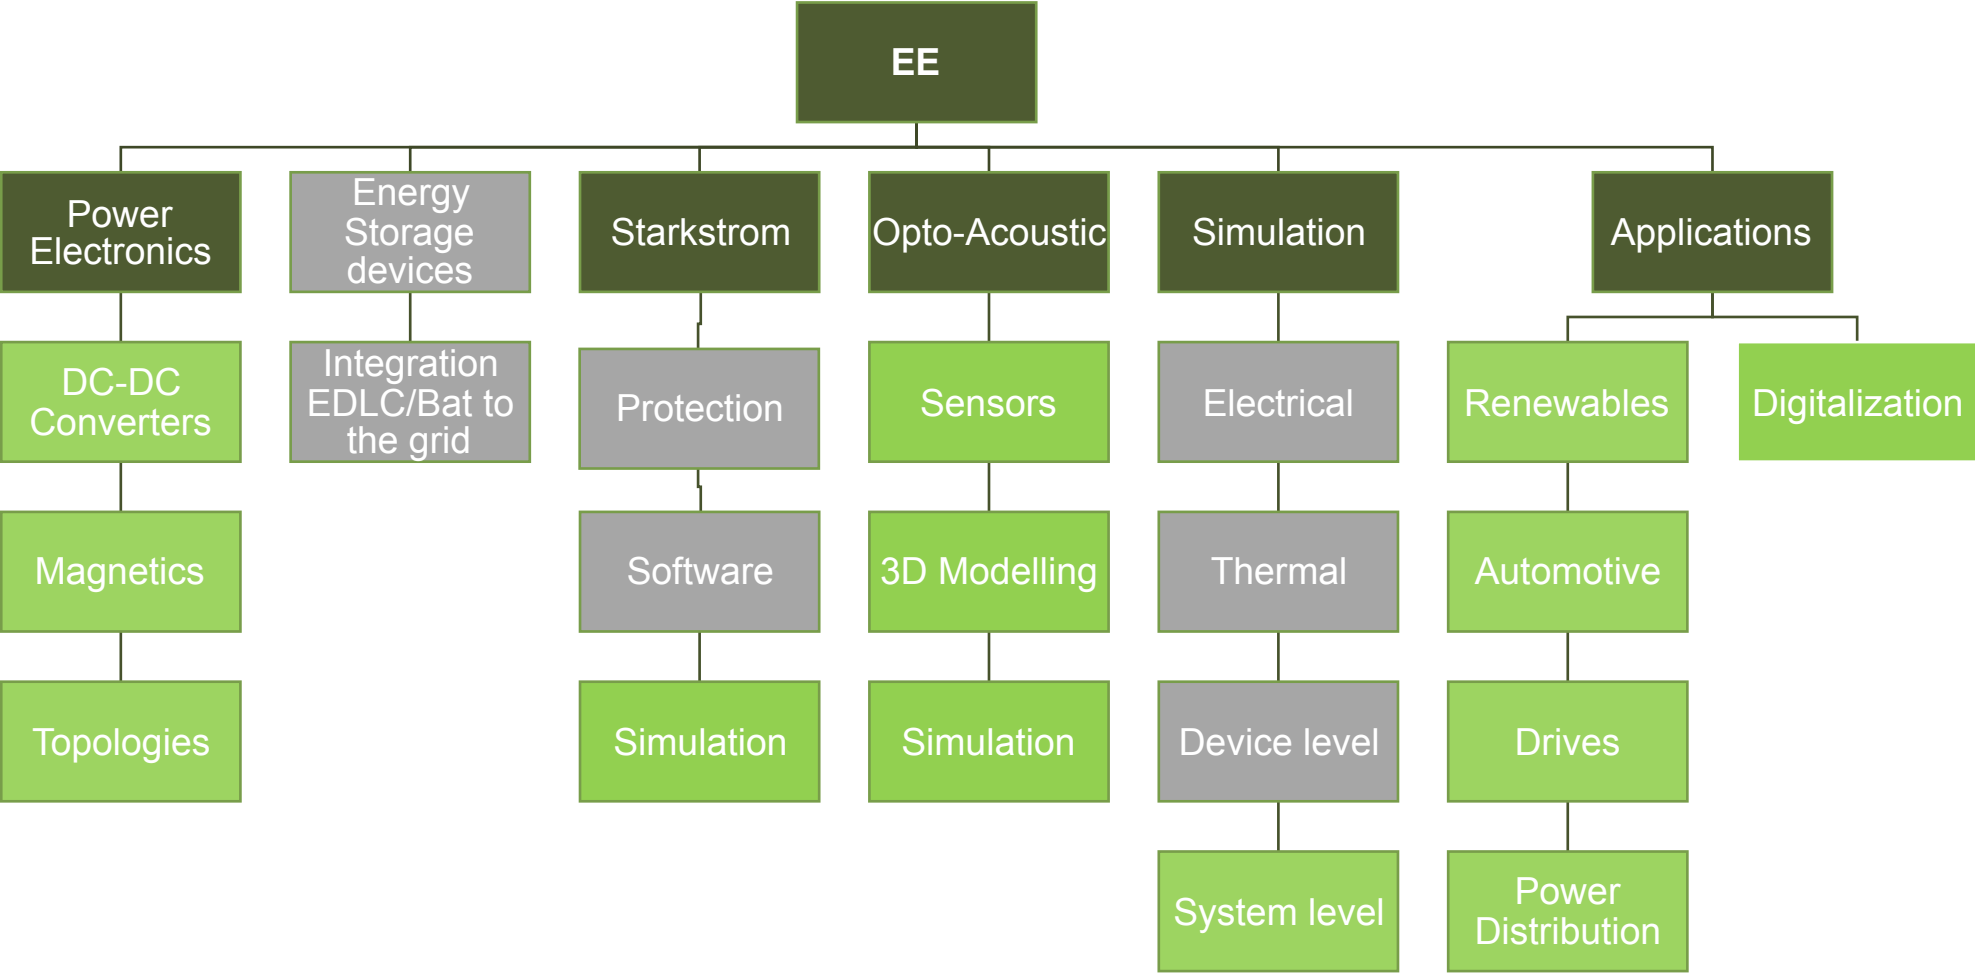 EE
Power
Electronics
Energy
Storage
devices
Starkstrom
Opto-Acoustic
Simulation
Applications
DC-DC
Converters
Integration
EDLC/Bat to
the grid
Protection
Sensors
Electrical
Renewables
Digitalization
Magnetics
Software
3D Modelling
Thermal
Automotive
Topologies
Simulation
Simulation
Device level
Drives
System level
Power
Distribution